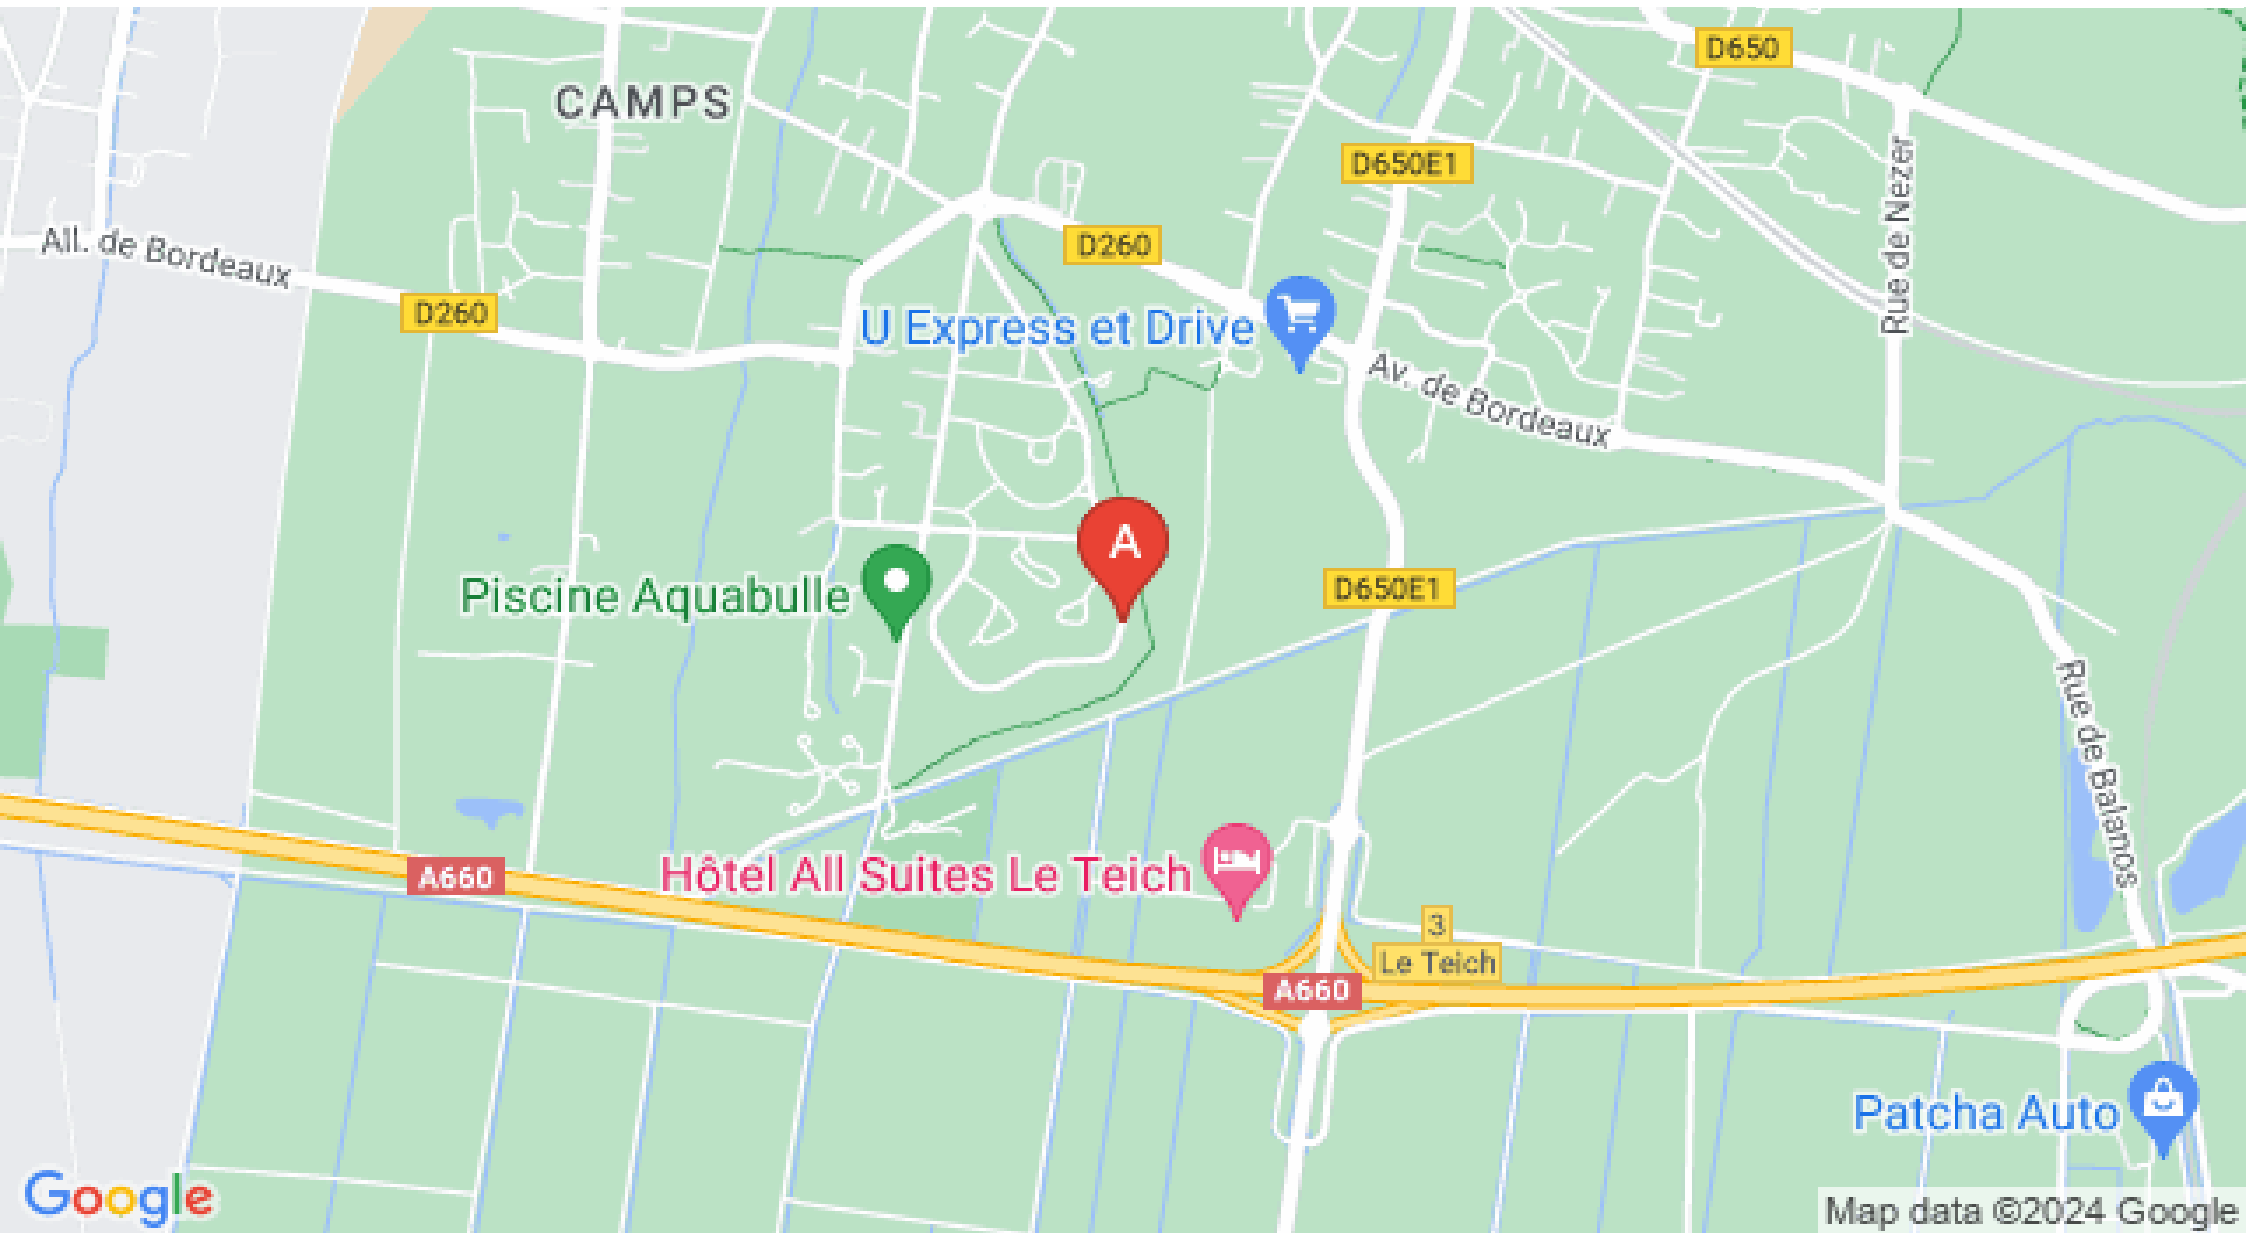 D650
CAMPS
D650E1
Rue de Nezer
All. de Bordeaux
D260
D260
U Express et Drive
Av. de Bordeaux
A
Piscine Aquabulle
D650E1
Rue de Balanos
Hôtel All Suites Le Teich
A660
3
Le Teich
A660
Patcha Auto
Google
Map data ©2024 Google